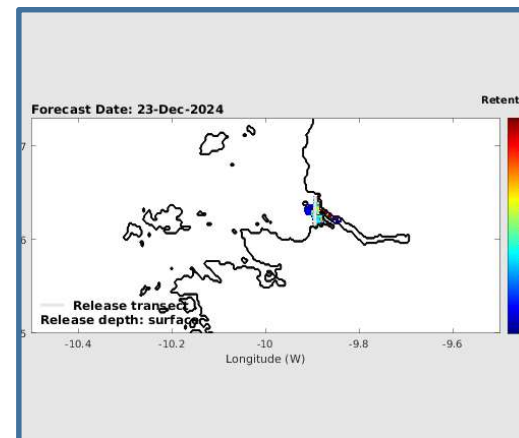 Retent
Forecast Date: 23-Dec-2024
7
6
Release transect
Release depth: surface
5
-10.4 -10.2 -10 -9.8 -9.6
Longitude (W)